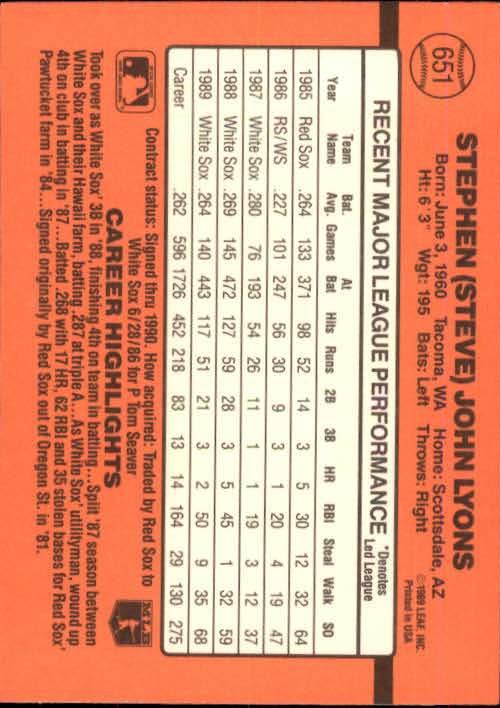 651
STEPHEN (STEVE) JOHN LYONS
Born: June 3, 1960 Tacoma, WA Home: Scottsdale, AZ
Ht: 6' 3" Wgt: 195 Bats: Left Throws: Right
©1989 LEAF, INC.
Printed in USA
RECENT MAJOR LEAGUE PERFORMANCE *Denotes Led League
Year Team Name Bat. Avg. Games At Bat Hits Runs 2B 3B HR RBI Steal Walk SO
1985 Red Sox .264 133 371 98 52 14 3 5 30 12 32 64
1986 RS/WS .227 101 247 56 30 9 3 1 20 4 19 47
1987 White Sox .280 76 193 54 26 11 1 1 19 3 12 37
1988 White Sox .269 145 472 127 59 28 3 5 45 1 32 59
1989 White Sox .264 140 443 117 51 21 3 2 50 9 35 68
Career .262 596 1726 452 218 83 13 14 164 29 130 275
Contract status: Signed thru 1990. How acquired: Traded by Red Sox to
White Sox 6/28/86 for P Tom Seaver
MLB
CAREER HIGHLIGHTS
Took over as White Sox' 3B in '88, finishing 4th on team in batting...Split '87 season between
White Sox and their Hawaii farm, batting .287 at triple A...As White Sox' utilityman, wound up
4th on club in batting in '87...Batted .268 with 17 HR, 62 RBI and 35 stolen bases for Red Sox'
Pawtucket farm in '84...Signed originally by Red Sox out of Oregon St. in '81.